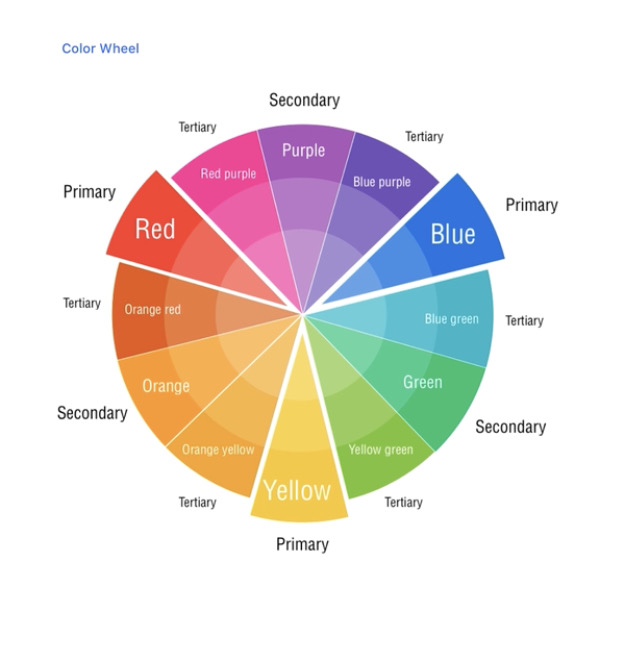 Color Wheel
Secondary
Tertiary
Tertiary
Purple
Red purple
Blue purple
Primary
Primary
Red
Blue
Tertiary
Orange red
Blue green
Tertiary
Orange
Green
Secondary
Secondary
Orange yellow
Yellow green
Yellow
Tertiary
Tertiary
Primary